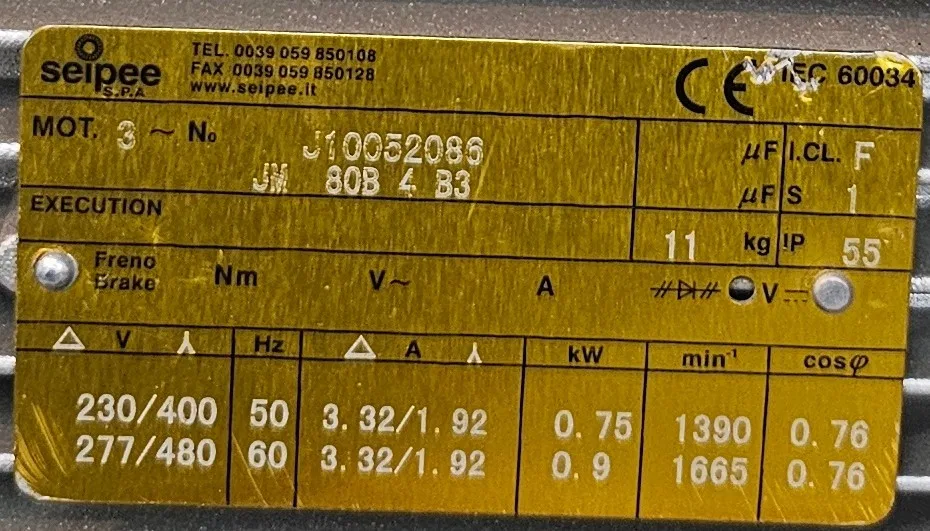 seipee
S.P.A
TEL. 0039 059 850108
FAX 0039 059 850128
www.seipee.it
CE
IEC 60034
MOT. 3 ~ No J10052086
JM 80B 4 B3
µF I.CL. F
µF S 1
EXECUTION
11 kg IP 55
Freno
Brake Nm V~ A V
△ V Y Hz △ A Y kW min⁻¹ cosφ
230/400 50 3.32/1.92 0.75 1390 0.76
277/480 60 3.32/1.92 0.9 1665 0.76